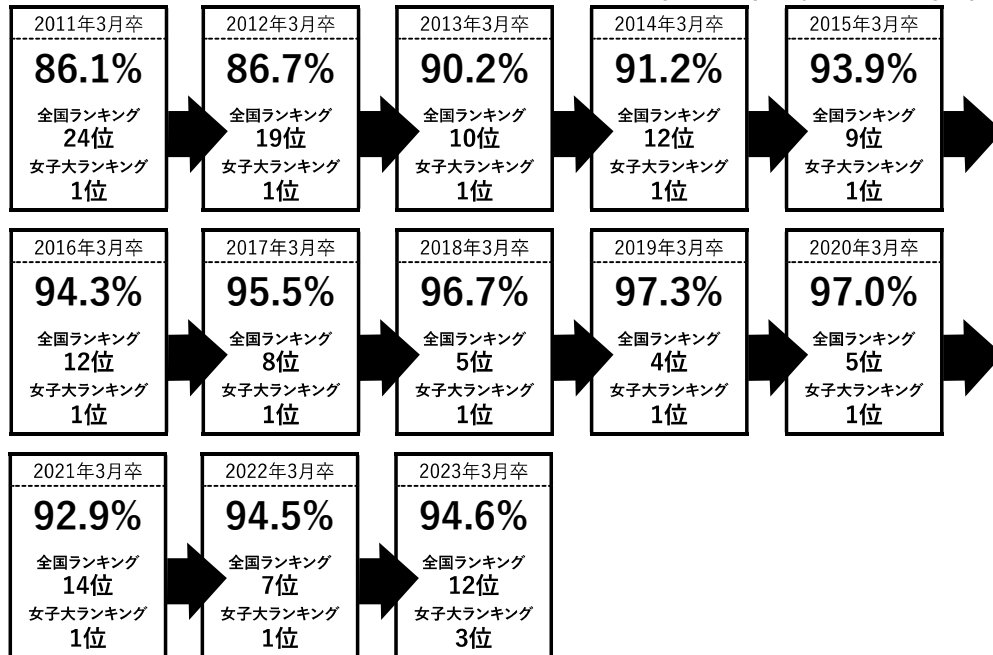 2011年3月卒
86.1%
全国ランキング
24位
女子大ランキング
1位
2012年3月卒
86.7%
全国ランキング
19位
女子大ランキング
1位
2013年3月卒
90.2%
全国ランキング
10位
女子大ランキング
1位
2014年3月卒
91.2%
全国ランキング
12位
女子大ランキング
1位
2015年3月卒
93.9%
全国ランキング
9位
女子大ランキング
1位
2016年3月卒
94.3%
全国ランキング
12位
女子大ランキング
1位
2017年3月卒
95.5%
全国ランキング
8位
女子大ランキング
1位
2018年3月卒
96.7%
全国ランキング
5位
女子大ランキング
1位
2019年3月卒
97.3%
全国ランキング
4位
女子大ランキング
1位
2020年3月卒
97.0%
全国ランキング
5位
女子大ランキング
1位
2021年3月卒
92.9%
全国ランキング
14位
女子大ランキング
1位
2022年3月卒
94.5%
全国ランキング
7位
女子大ランキング
1位
2023年3月卒
94.6%
全国ランキング
12位
女子大ランキング
3位